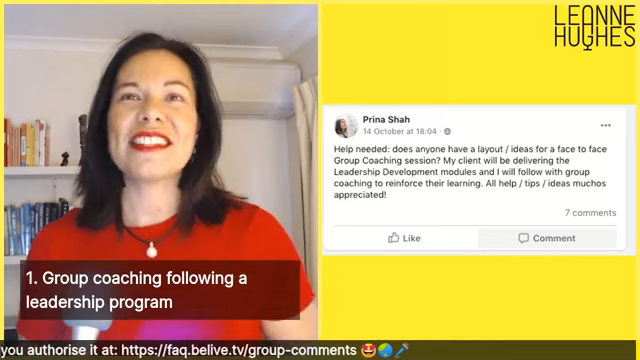 LEANNE
HUGHES
Prina Shah
14 October at 18:04 ·
Help needed: does anyone have a layout / ideas for a face to face
Group Coaching session? My client will be delivering the
Leadership Development modules and I will follow with group
coaching to reinforce their learning. All help / tips / ideas muchos
appreciated!
7 comments
Like
Comment
1. Group coaching following a
leadership program
you authorise it at: https://faq.belive.tv/group-comments 🤩🌏🎤